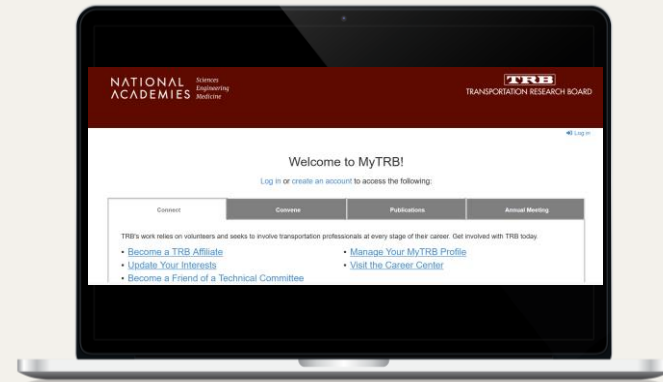 NATIONAL
ACADEMIES
Sciences
Engineering
Medicine
TRB
TRANSPORTATION RESEARCH BOARD
Log in
Welcome to MyTRB!
Log in or create an account to access the following:
Connect Convene Publications Annual Meeting
TRB's work relies on volunteers and seeks to involve transportation professionals at every stage of their career. Get involved with TRB today.
• Become a TRB Affiliate
• Update Your Interests
• Become a Friend of a Technical Committee
• Manage Your MyTRB Profile
• Visit the Career Center